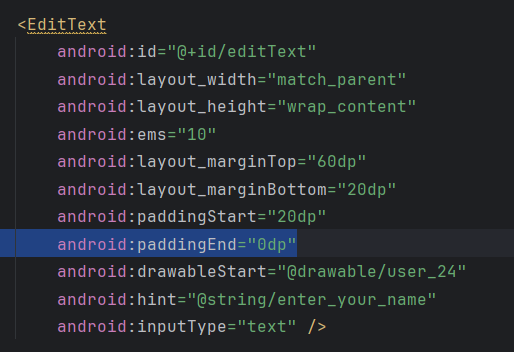 <EditText
android:id="@+id/editText"
android:layout_width="match_parent"
android:layout_height="wrap_content"
android:ems="10"
android:layout_marginTop="60dp"
android:layout_marginBottom="20dp"
android:paddingStart="20dp"
android:paddingEnd="0dp"
android:drawableStart="@drawable/user_24"
android:hint="@string/enter_your_name"
android:inputType="text" />